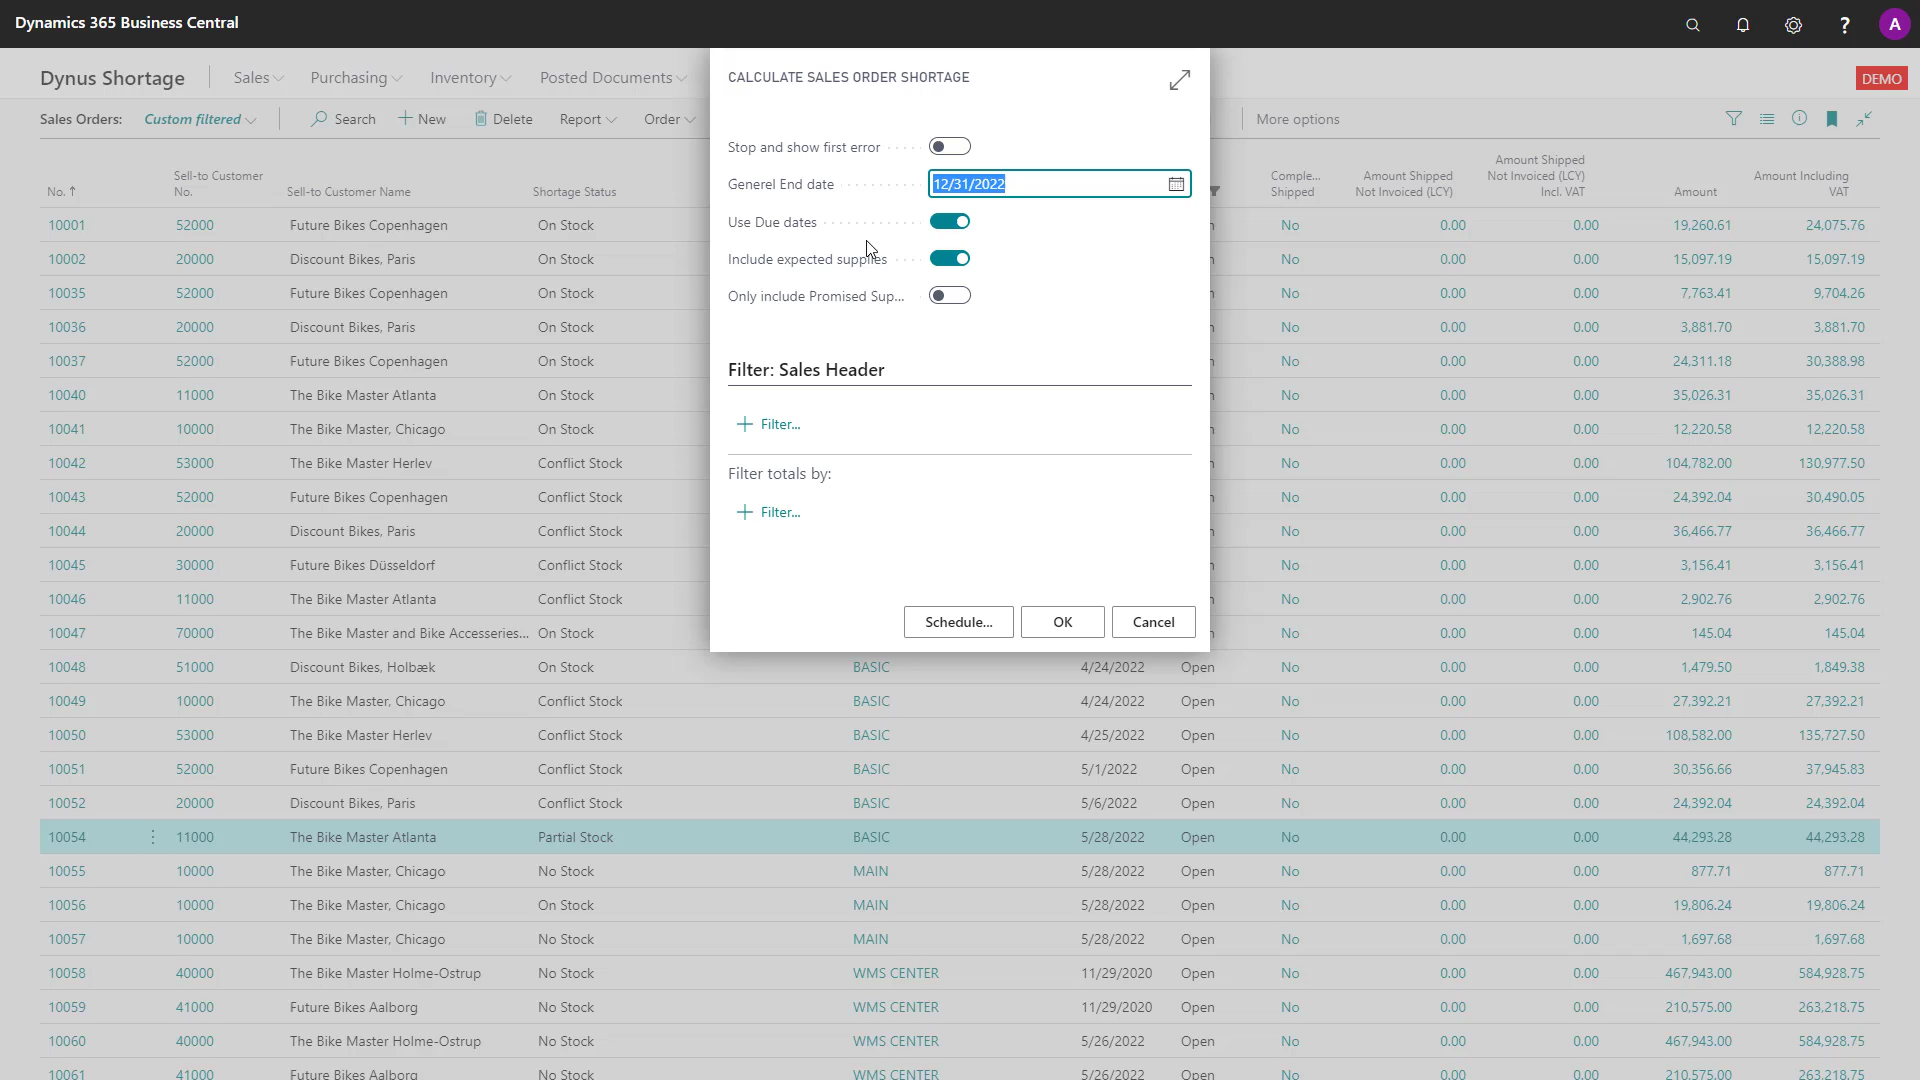 Dynamics 365 Business Central
A
Dynus Shortage
Sales
Purchasing
Inventory
Posted Documents
DEMO
Sales Orders:
Custom filtered
Search
New
Delete
Report
Order
More options
CALCULATE SALES ORDER SHORTAGE
Stop and show first error
Generel End date
12/31/2022
Use Due dates
Include expected supplies
Only include Promised Sup...
Filter: Sales Header
Filter...
Filter totals by:
Filter...
Schedule...
OK
Cancel
No. ↑ Sell-to Customer No. Sell-to Customer Name Shortage Status Comple... Shipped Amount Shipped Not Invoiced (LCY) Amount Shipped Not Invoiced (LCY) Incl. VAT Amount Amount Including VAT
10001 52000 Future Bikes Copenhagen On Stock No 0.00 0.00 19,260.61 24,075.76
10002 20000 Discount Bikes, Paris On Stock No 0.00 0.00 15,097.19 15,097.19
10035 52000 Future Bikes Copenhagen On Stock No 0.00 0.00 7,763.41 9,704.26
10036 20000 Discount Bikes, Paris On Stock No 0.00 0.00 3,881.70 3,881.70
10037 52000 Future Bikes Copenhagen On Stock No 0.00 0.00 24,311.18 30,388.98
10040 11000 The Bike Master Atlanta On Stock No 0.00 0.00 35,026.31 35,026.31
10041 10000 The Bike Master, Chicago On Stock No 0.00 0.00 12,220.58 12,220.58
10042 53000 The Bike Master Herlev Conflict Stock No 0.00 0.00 104,782.00 130,977.50
10043 52000 Future Bikes Copenhagen Conflict Stock No 0.00 0.00 24,392.04 30,490.05
10044 20000 Discount Bikes, Paris Conflict Stock No 0.00 0.00 36,466.77 36,466.77
10045 30000 Future Bikes Düsseldorf Conflict Stock No 0.00 0.00 3,156.41 3,156.41
10046 11000 The Bike Master Atlanta Conflict Stock No 0.00 0.00 2,902.76 2,902.76
10047 70000 The Bike Master and Bike Accesseries... On Stock No 0.00 0.00 145.04 145.04
10048 51000 Discount Bikes, Holbæk On Stock BASIC 4/24/2022 Open No 0.00 0.00 1,479.50 1,849.38
10049 10000 The Bike Master, Chicago Conflict Stock BASIC 4/24/2022 Open No 0.00 0.00 27,392.21 27,392.21
10050 53000 The Bike Master Herlev Conflict Stock BASIC 4/25/2022 Open No 0.00 0.00 108,582.00 135,727.50
10051 52000 Future Bikes Copenhagen Conflict Stock BASIC 5/1/2022 Open No 0.00 0.00 30,356.66 37,945.83
10052 20000 Discount Bikes, Paris Conflict Stock BASIC 5/6/2022 Open No 0.00 0.00 24,392.04 24,392.04
10054 11000 The Bike Master Atlanta Partial Stock BASIC 5/28/2022 Open No 0.00 0.00 44,293.28 44,293.28
10055 10000 The Bike Master, Chicago No Stock MAIN 5/28/2022 Open No 0.00 0.00 877.71 877.71
10056 10000 The Bike Master, Chicago On Stock MAIN 5/28/2022 Open No 0.00 0.00 19,806.24 19,806.24
10057 10000 The Bike Master, Chicago No Stock MAIN 5/28/2022 Open No 0.00 0.00 1,697.68 1,697.68
10058 40000 The Bike Master Holme-Ostrup No Stock WMS CENTER 11/29/2020 Open No 0.00 0.00 467,943.00 584,928.75
10059 41000 Future Bikes Aalborg No Stock WMS CENTER 11/29/2020 Open No 0.00 0.00 210,575.00 263,218.75
10060 40000 The Bike Master Holme-Ostrup No Stock WMS CENTER 5/26/2022 Open No 0.00 0.00 467,943.00 584,928.75
10061 41000 Future Bikes Aalborg No Stock WMS CENTER 5/26/2022 Open No 0.00 0.00 210,575.00 263,218.75